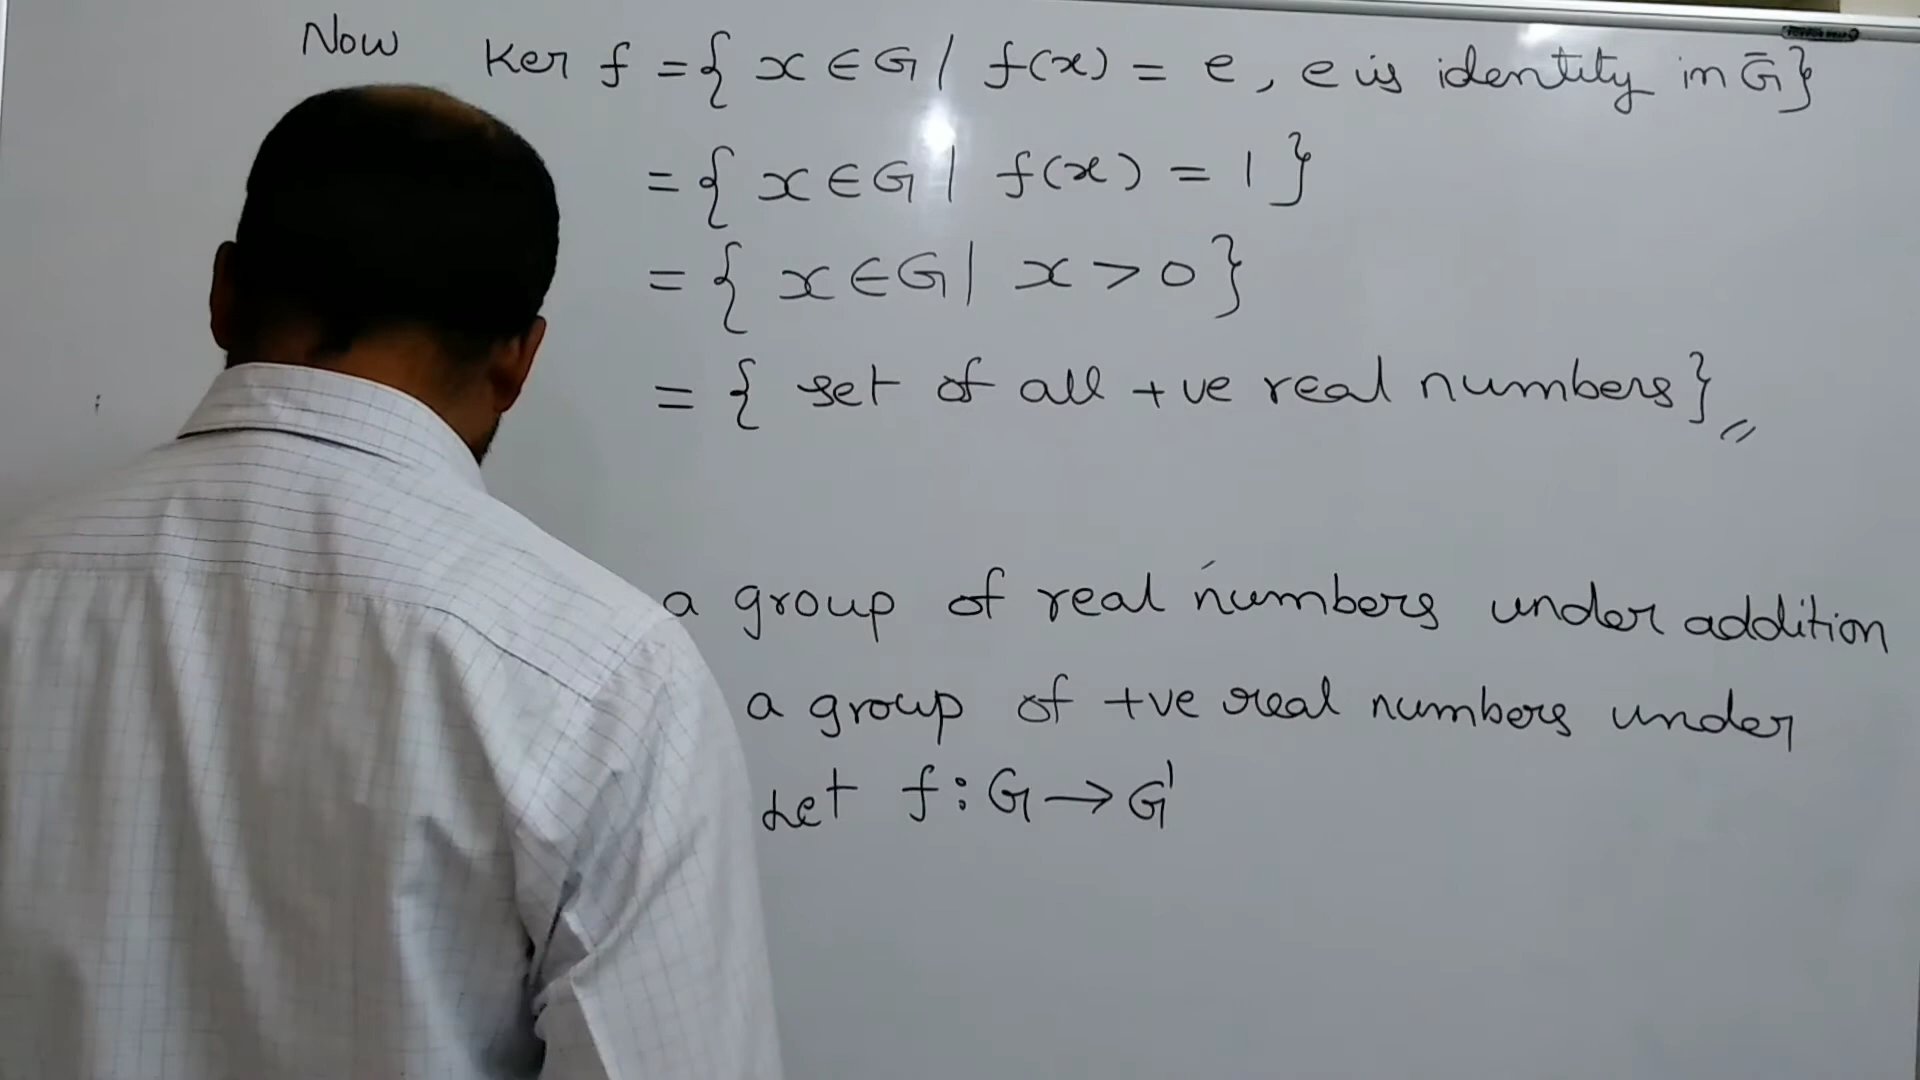 Now Ker f = { x ∈ G / f(x) = e, e is identity in Ḡ }
= { x ∈ G | f(x) = 1 }
= { x ∈ G | x > 0 }
= { set of all +ve real numbers } //
a group of real numbers under addition
a group of +ve real numbers under
Let f : G → G'